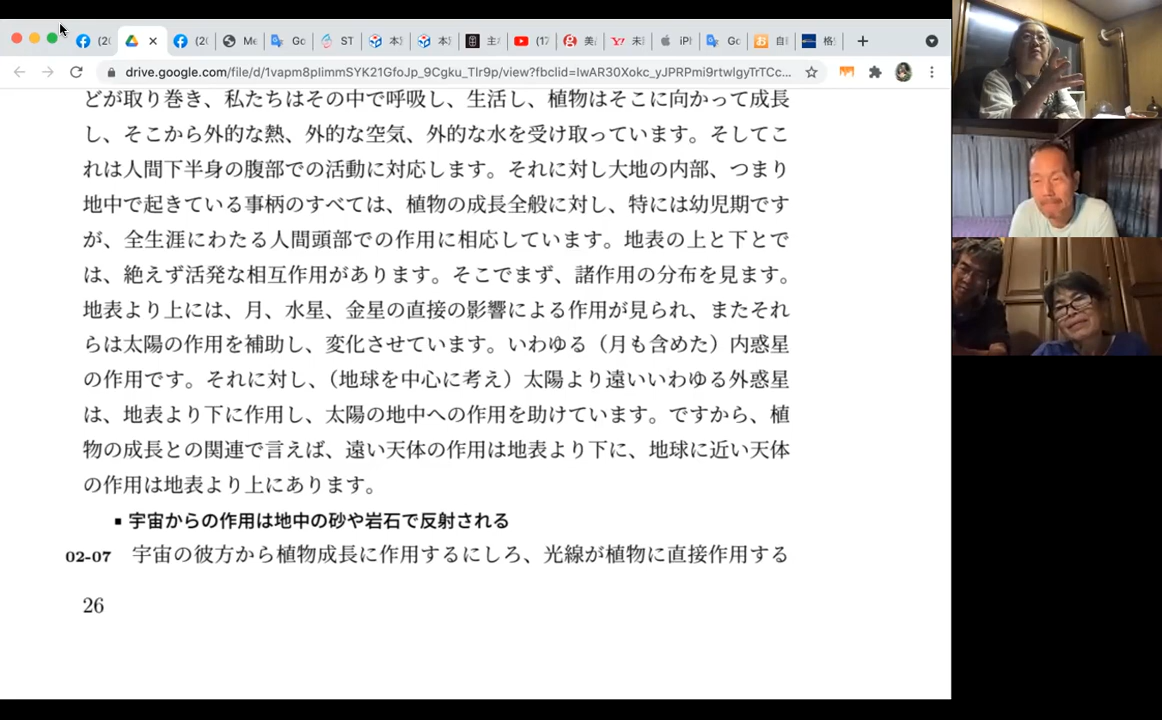 (2( 
(2( 
Me 
Go 
ST 
本 
本 
主 
(17 
美 
未 
iPh 
Go 
自 
格
drive.google.com/file/d/1vapm8pIimmSYK21GfoJp_9Cgku_Tlr9p/view?fbclid=IwAR30Xokc_yJPRPmi9rtwlgyTrTCc...
どが取り巻き、私たちはその中で呼吸し、生活し、植物はそこに向かって成長
し、そこから外的な熱、外的な空気、外的な水を受け取っています。そしてこ
れは人間下半身の腹部での活動に対応します。それに対し大地の内部、つまり
地中で起きている事柄のすべては、植物の成長全般に対し、特には幼児期です
が、全生涯にわたる人間頭部での作用に相応しています。地表の上と下とで
は、絶えず活発な相互作用があります。そこでまず、諸作用の分布を見ます。
地表より上には、月、水星、金星の直接の影響による作用が見られ、またそれ
らは太陽の作用を補助し、変化させています。いわゆる（月も含めた）内惑星
の作用です。それに対し、（地球を中心に考え）太陽より遠いいわゆる外惑星
は、地表より下に作用し、太陽の地中への作用を助けています。ですから、植
物の成長との関連で言えば、遠い天体の作用は地表より下に、地球に近い天体
の作用は地表より上にあります。
▪ 宇宙からの作用は地中の砂や岩石で反射される
02-07 宇宙の彼方から植物成長に作用するにしろ、光線が植物に直接作用する
26